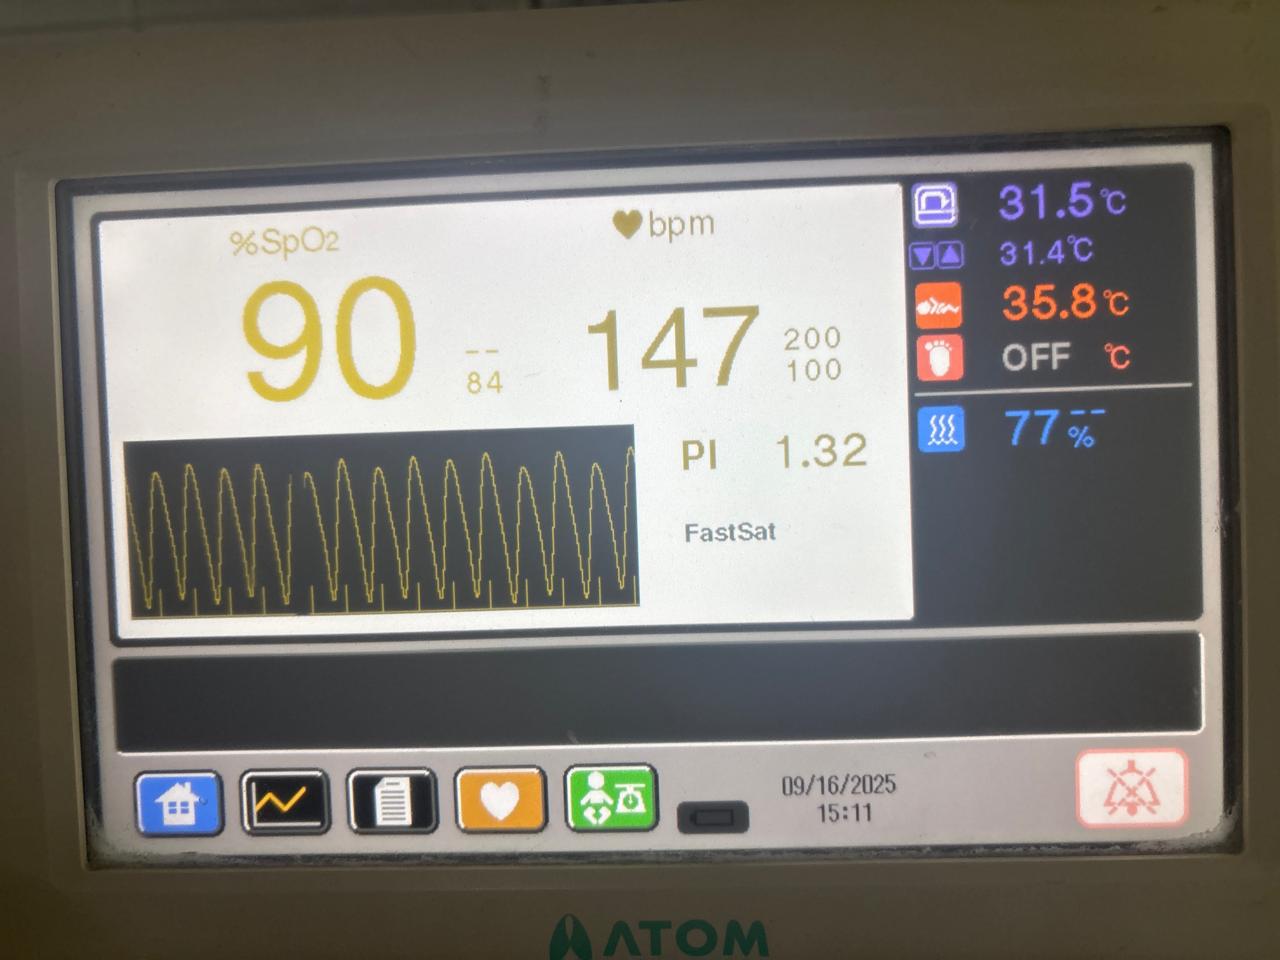 %SpO2
90
--
84
bpm
147
200
100
PI 1.32
FastSat
31.5°C
31.4°C
35.8°C
OFF °C
77 --
%
09/16/2025
15:11
ATOM